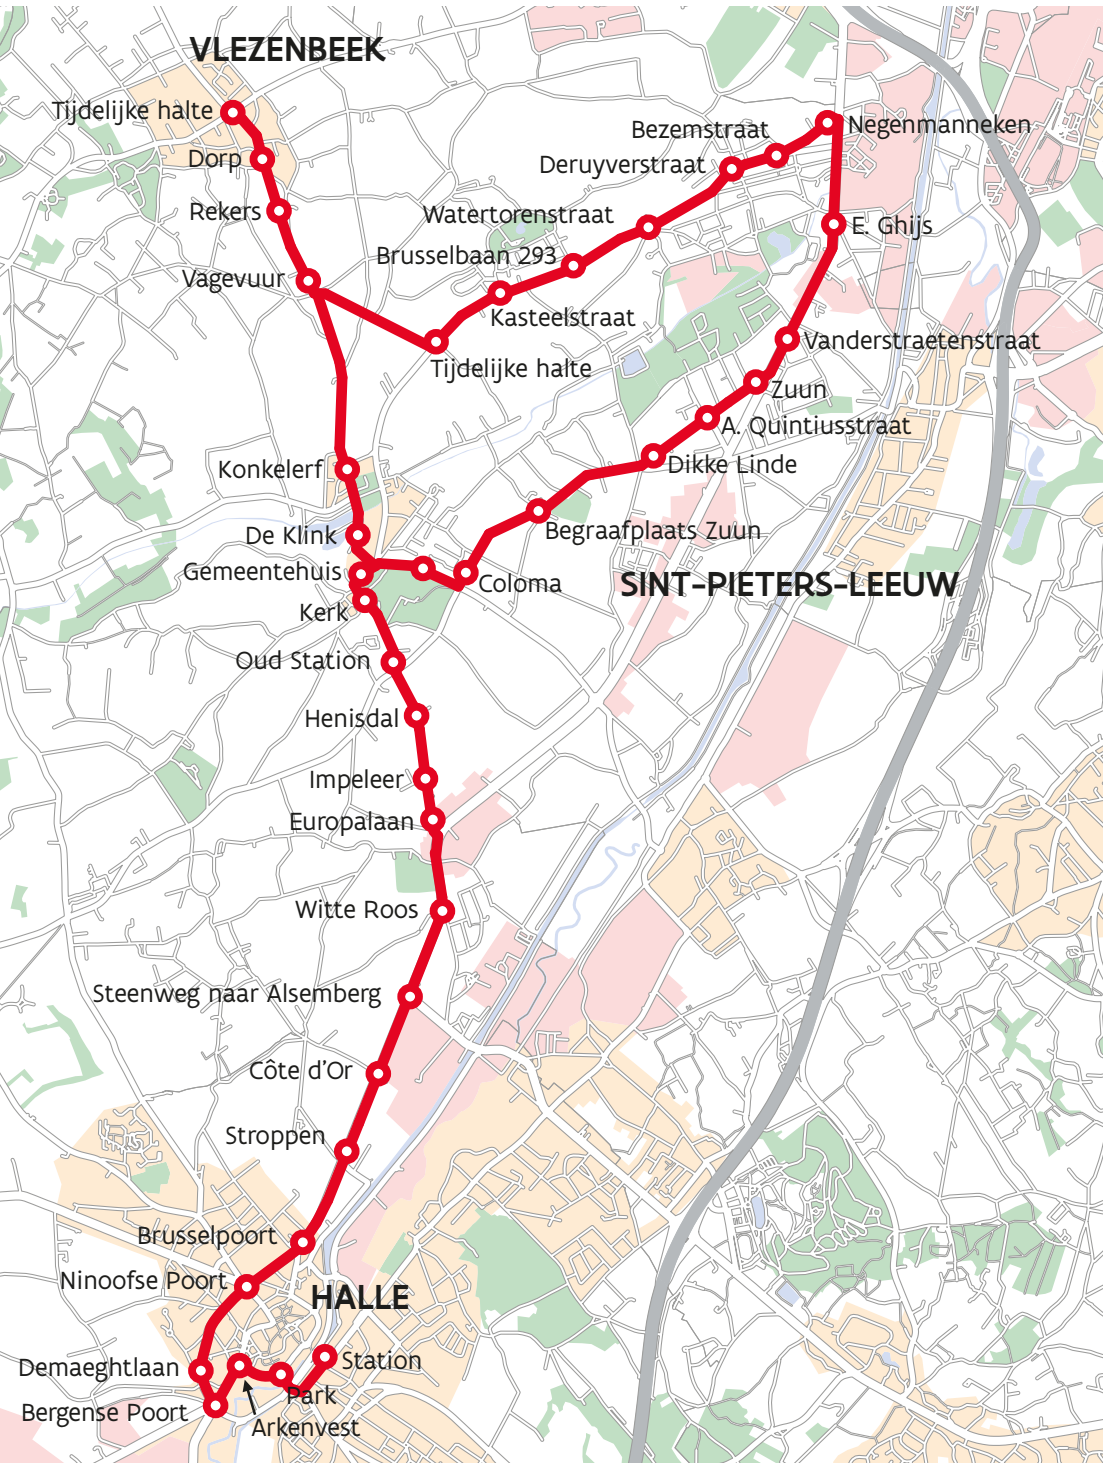 VLEZENBEEK
Tijdelijke halte
Dorp
Rekers
Vagevuur
Bezemstraat
Negenmanneken
Deruyverstraat
Watertorenstraat
E. Ghijs
Brusselbaan 293
Kasteelstraat
Tijdelijke halte
Vanderstraetenstraat
Zuun
A. Quintiusstraat
Dikke Linde
Konkelerf
De Klink
Begraafplaats Zuun
Gemeentehuis
Coloma
SINT-PIETERS-LEEUW
Kerk
Oud Station
Henisdal
Impeleer
Europalaan
Witte Roos
Steenweg naar Alsemberg
Côte d'Or
Stroppen
Brusselpoort
Ninoofse Poort
HALLE
Demaeghtlaan
Station
Park
Bergense Poort
Arkenvest